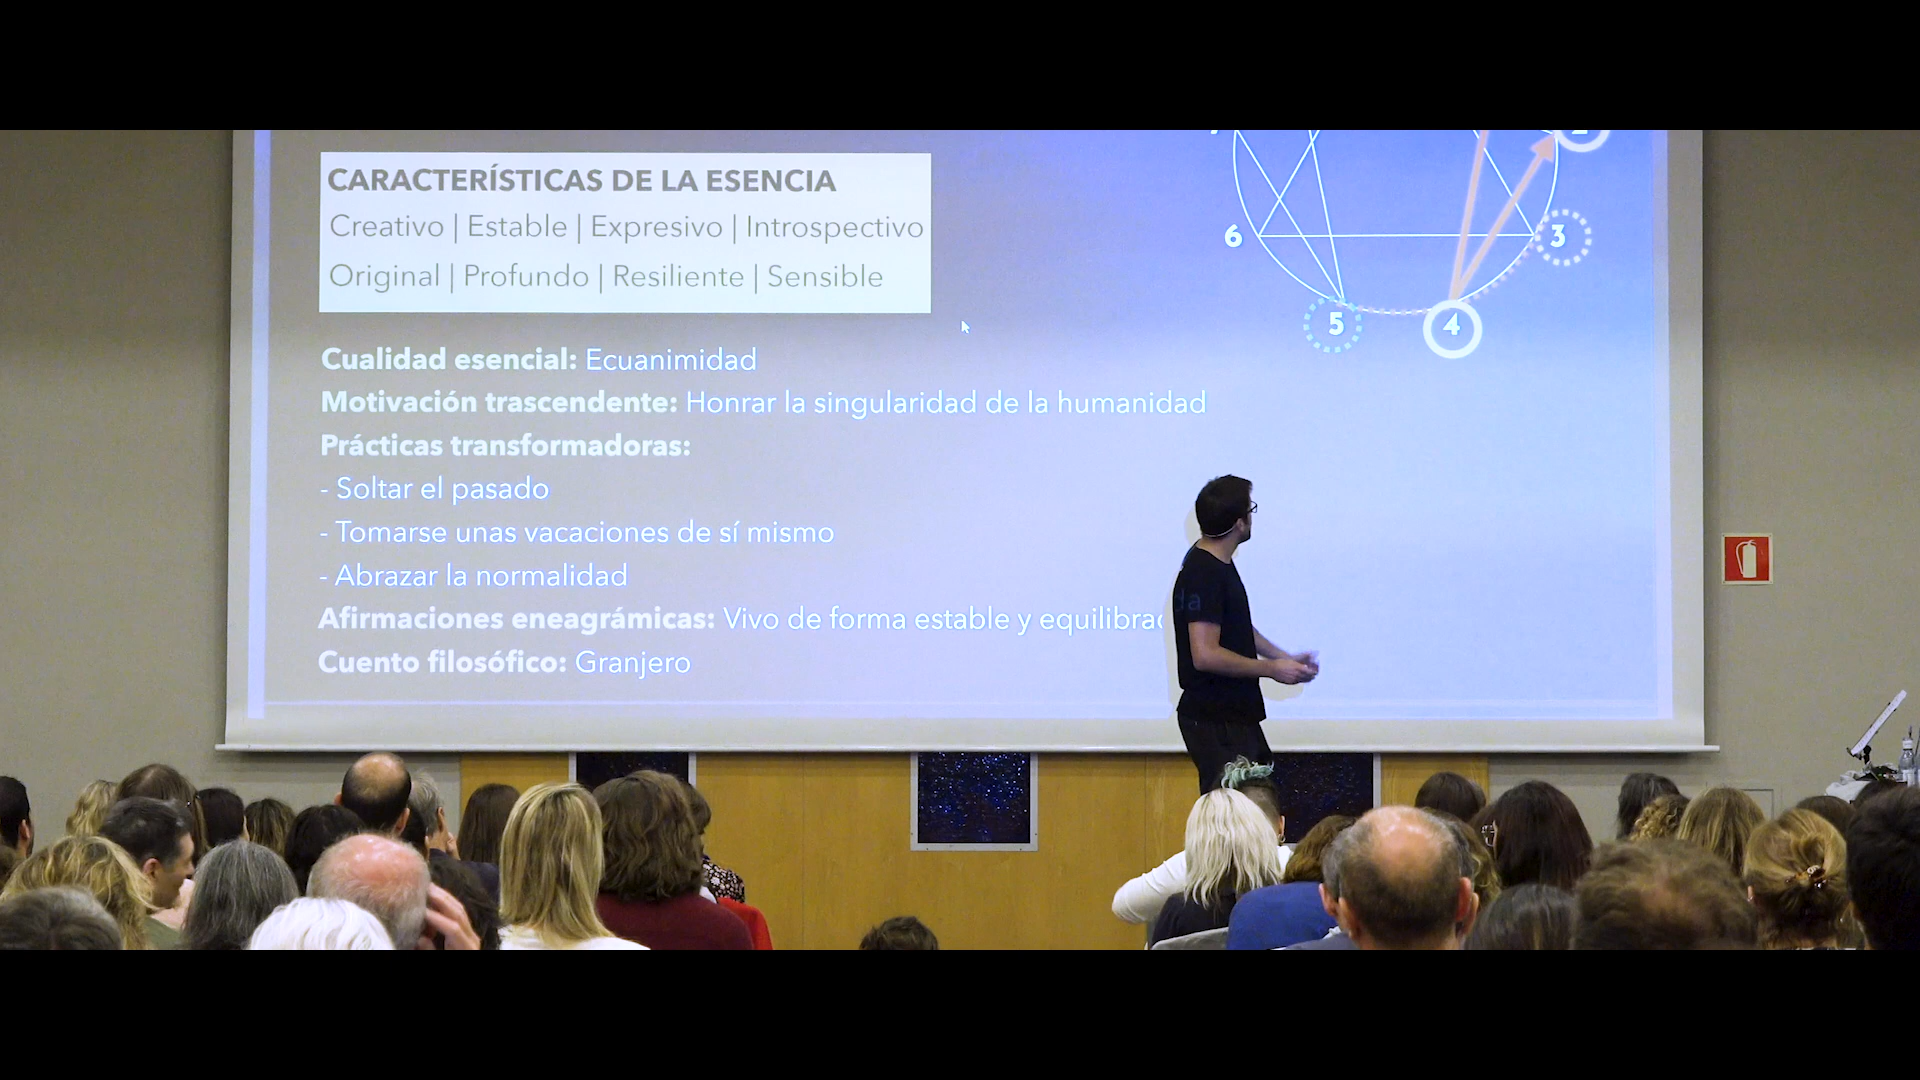 CARACTERÍSTICAS DE LA ESENCIA
Creativo | Estable | Expresivo | Introspectivo
Original | Profundo | Resiliente | Sensible
Cualidad esencial: Ecuanimidad
Motivación trascendente: Honrar la singularidad de la humanidad
Prácticas transformadoras:
- Soltar el pasado
- Tomarse unas vacaciones de sí mismo
- Abrazar la normalidad
Afirmaciones eneagrámicas: Vivo de forma estable y equilibrada
Cuento filosófico: Granjero
2
6
3
5
4